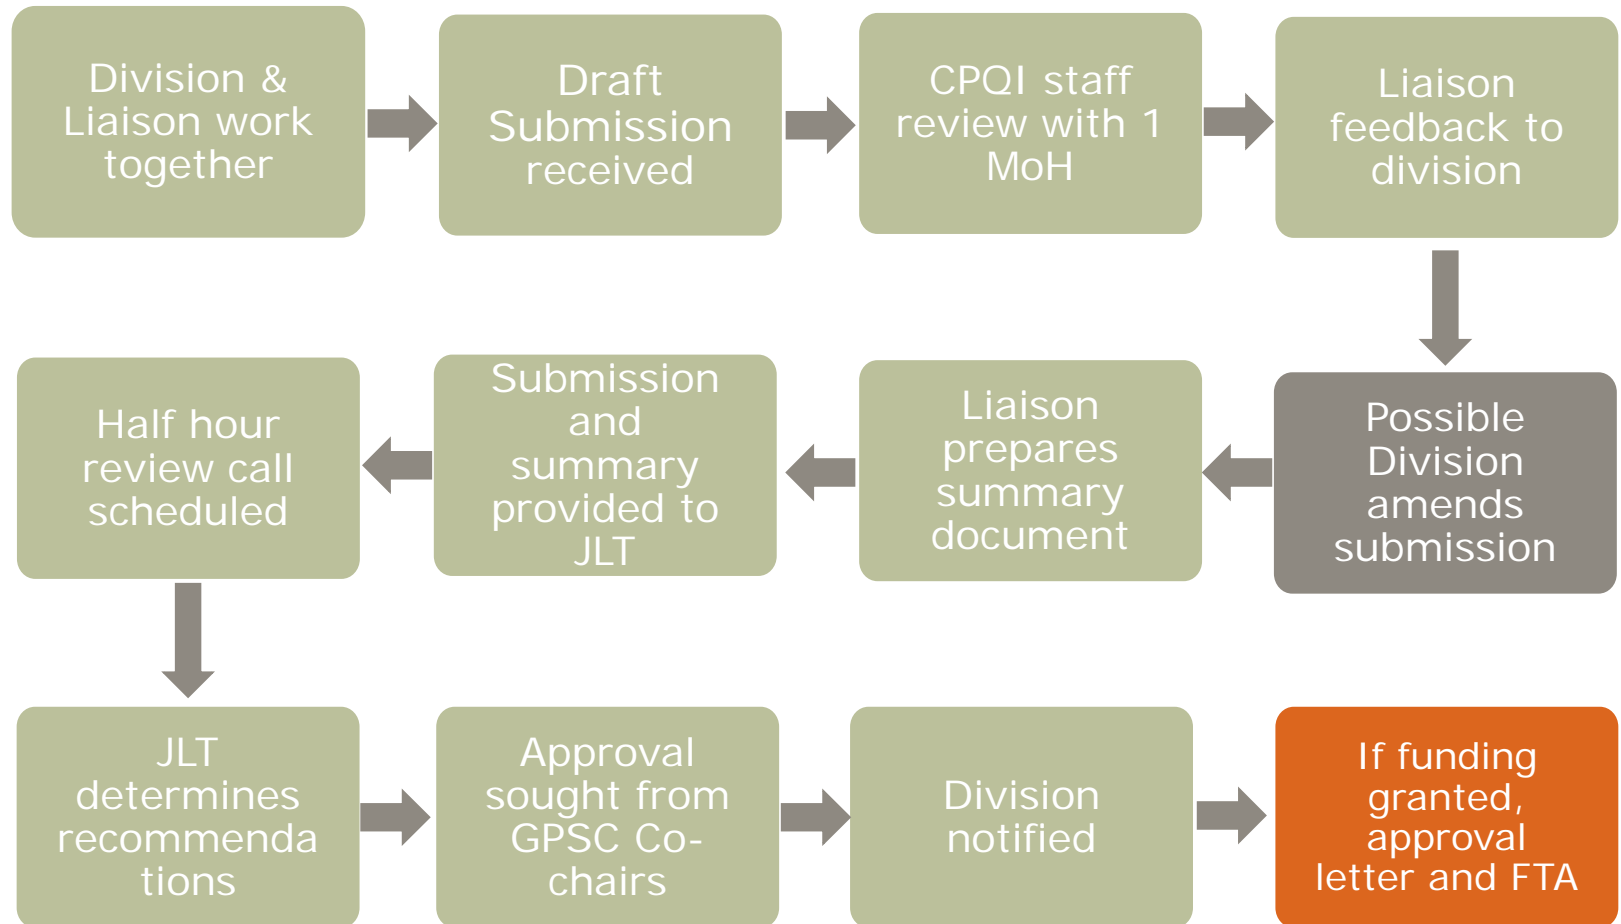 Division &
Liaison work
together
Draft
Submission
received
CPQI staff
review with 1
MoH
Liaison
feedback to
division
Possible
Division
amends
submission
Liaison
prepares
summary
document
Submission
and
summary
provided to
JLT
Half hour
review call
scheduled
JLT
determines
recommenda
tions
Approval
sought from
GPSC Co-
chairs
Division
notified
If funding
granted,
approval
letter and FTA